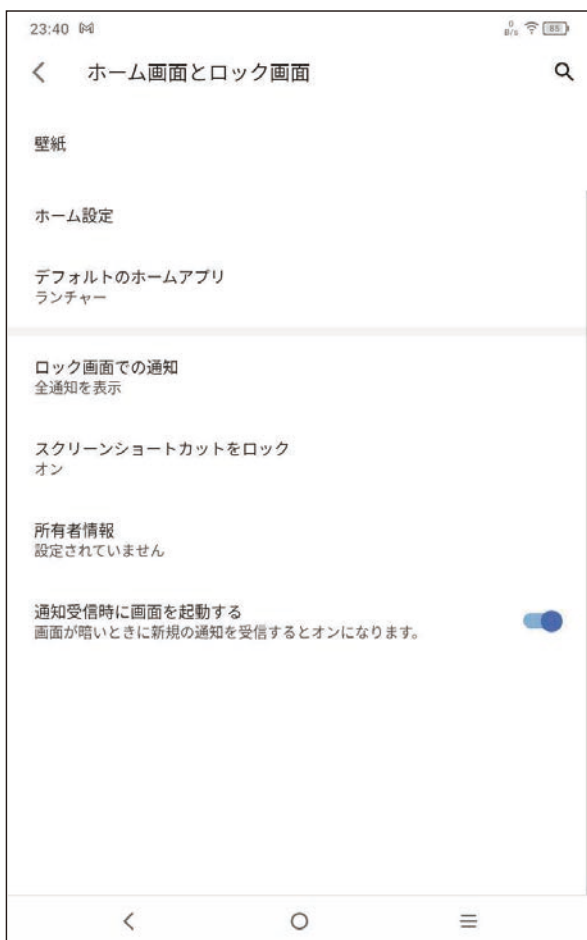 23:40
0
B/s
85
ホーム画面とロック画面
壁紙
ホーム設定
デフォルトのホームアプリ
ランチャー
ロック画面での通知
全通知を表示
スクリーンショートカットをロック
オン
所有者情報
設定されていません
通知受信時に画面を起動する
画面が暗いときに新規の通知を受信するとオンになります。